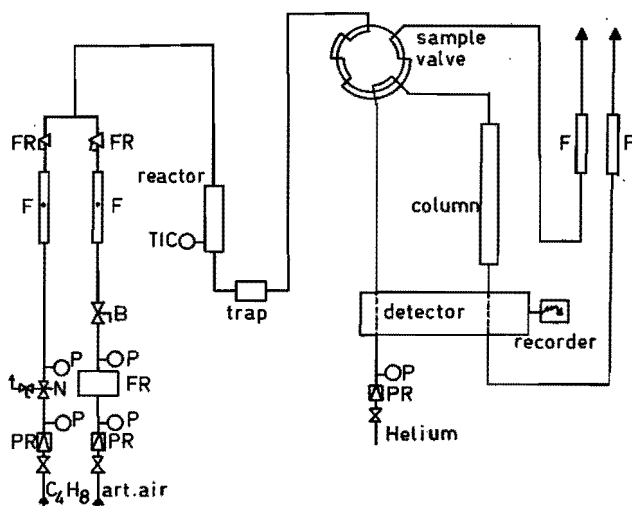 sample
valve
FR
FR
reactor
F
F
F
F
column
TIC
trap
B
detector
recorder
P
P
P
N
FR
PR
P
P
PR
PR
Helium
C4H8
art.air